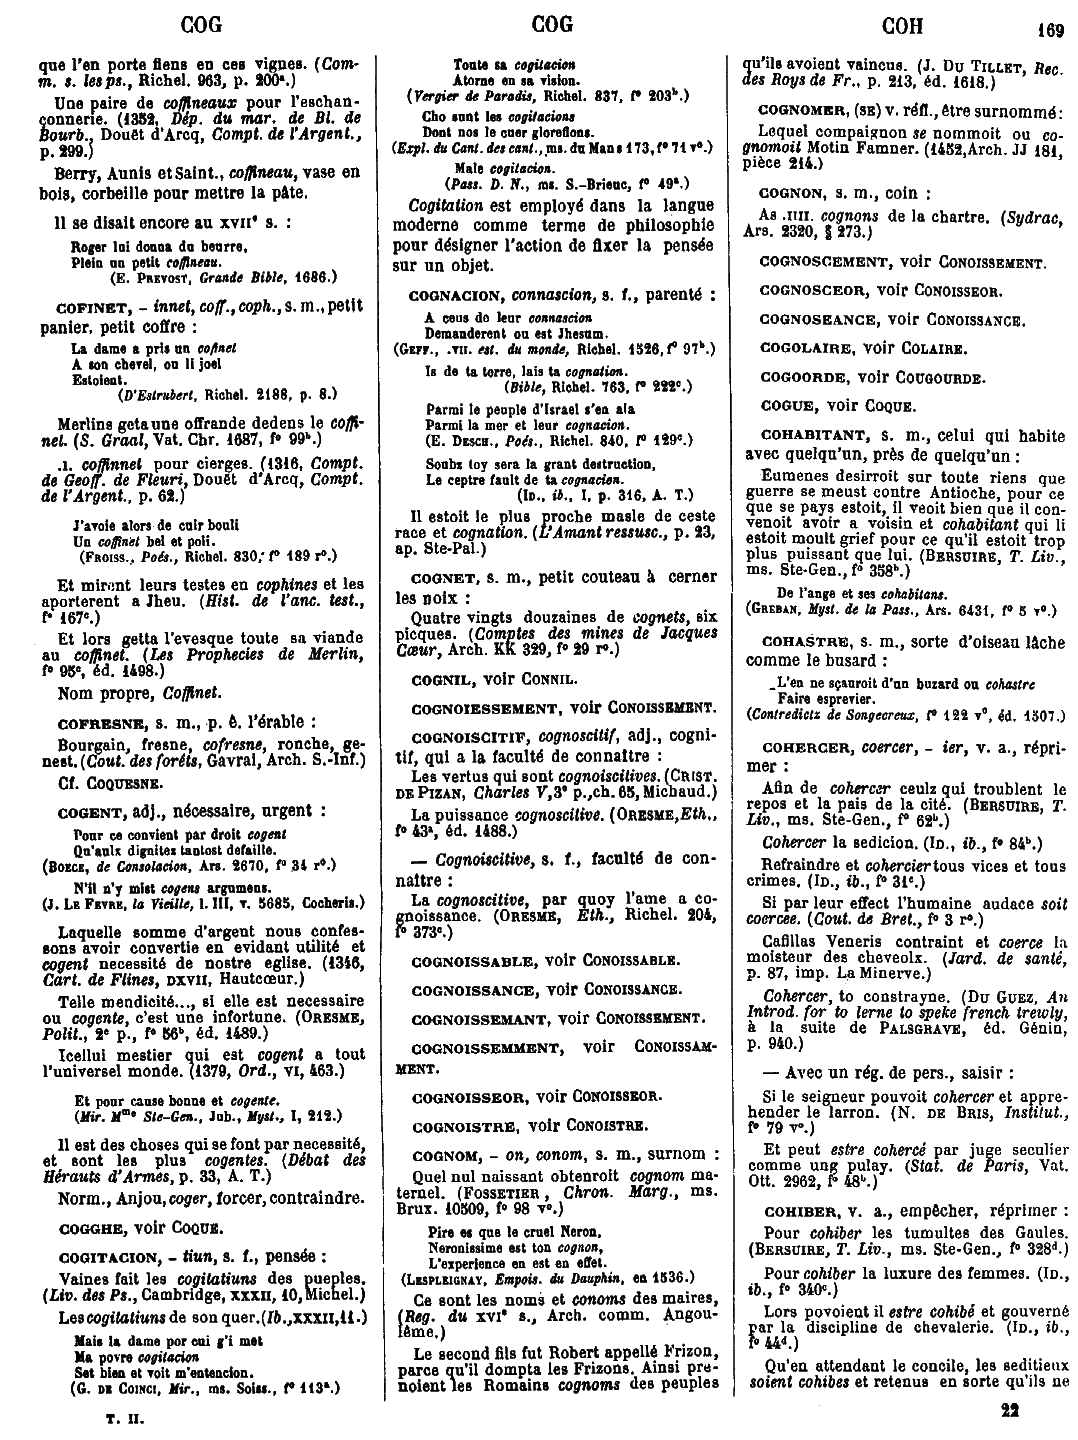 COG
COG
COH
169
que l'en porte flens en ces vignes. (Com-
m. s. les ps., Richel. 963, p. 200ᵃ.)
Une paire de coffineaux pour l'eschan-
çonnerie. (1352, Dép. du mar. de Bl. de
Bourb., Douët d'Arcq, Compt. de l'Argent.,
p. 299.)
Berry, Aunis et Saint., coffineau, vase en
bois, corbeille pour mettre la pâte.
Il se disait encore au XVIIᵉ s. :
Roger lui donna du beurre,
Plein un petit coffineau.
(E. PREVOST, Grande Bible, 1686.)
COFINET, - innet, coff., coph., s. m., petit
panier, petit coffre :
La dame a pris un cofinet
A son chevel, ou li joel
Estoient.
(D'Estrubert, Richel. 2188, p. 8.)
Merlins geta une offrande dedens le coffi-
nel. (S. Graal, Vat. Chr. 1687, fᵒ 99ᵇ.)
.I. coffinnet pour cierges. (1316, Compt.
de Geoff. de Fleuri, Douët d'Arcq, Compt.
de l'Argent., p. 62.)
J'avoie alors de cuir bouli
Un coffinet bel et poli.
(FROISS., Poés., Richel. 830, fᵒ 189 rᵒ.)
Et mirent leurs testes en cophines et les
aporterent a Jheu. (Hist. de l'anc. test.,
fᵒ 167ᶜ.)
Et lors getta l'evesque toute sa viande
au coffinet. (Les Prophecies de Merlin,
fᵒ 95ᶜ, éd. 1498.)
Nom propre, Coffinet.
COFRESNE, s. m., p. ê. l'érable :
Bourgain, fresne, cofresne, ronche, ge-
nest. (Cout. des forêts, Gavrai, Arch. S.-Inf.)
Cf. COQUESNE.
COGENT, adj., nécessaire, urgent :
Pour ce convient par droit cogent
Qu'aulx dignitez tantost defaille.
(BOECE, de Consolacion, Ars. 2670, fᵒ 34 rᵒ.)
N'il n'y mist cogens argumens.
(J. LE FEVRE, la Vieille, l. III, v. 5685, Cocheris.)
Laquelle somme d'argent nous confes-
sons avoir convertie en evidant utilité et
cogent necessité de nostre eglise. (1346,
Cart. de Flines, DXVII, Hautcœur.)
Telle mendicité..., si elle est necessaire
ou cogente, c'est une infortune. (ORESME,
Polit., 2ᵉ p., fᵒ 56ᵇ, éd. 1489.)
Icellui mestier qui est cogent a tout
l'universel monde. (1379, Ord., VI, 463.)
Et pour cause bonne et cogente.
(Mir. Mᵐᵉ Ste-Gen., Jub., Myst., I, 212.)
Il est des choses qui se font par necessité,
et sont les plus cogentes. (Débat des
Hérauts d'Armes, p. 33, A. T.)
Norm., Anjou, coger, forcer, contraindre.
COGGHE, voir COQUE.
COGITACION, - tiun, s. f., pensée :
Vaines fait les cogitatiuns des pueples.
(Liv. des Ps., Cambridge, XXXII, 10, Michel.)
Les cogitatiuns de son quer. (Ib., XXXII, 11.)
Mais la dame por cui g'i met
Ma povre cogitacion
Set bien et voit m'entencion.
(G. DE COINCI, Mir., ms. Soiss., fᵒ 113ᵃ.)
T. II.
Toute sa cogitacion
Atorne en sa vision.
(Vergier de Paradis, Richel. 837, fᵒ 203ᵇ.)
Cho sunt les cogitacions
Dont nos le cuer gloreflons.
(Expl. du Cant. des cant., ms. du Mans 173, fᵒ 71 vᵒ.)
Male cogitacion.
(Pass. D. N., ms. S.-Brieuc, fᵒ 49ᵃ.)
Cogitation est employé dans la langue
moderne comme terme de philosophie
pour désigner l'action de fixer la pensée
sur un objet.
COGNACION, connascion, s. f., parenté :
A ceus de leur connascion
Demanderent ou est Jhesum.
(GEFF., .VII. est. du monde, Richel. 1526, fᵒ 97ᵇ.)
Is de ta terre, lais ta cognation.
(Bible, Richel. 763, fᵒ 222ᶜ.)
Parmi le peuple d'Israel s'en ala
Parmi la mer et leur cognacion.
(E. DESCH., Poés., Richel. 840, fᵒ 129ᶜ.)
Soubz toy sera la grant destruction,
Le ceptre fault de ta cognacion.
(ID., ib., I, p. 316, A. T.)
Il estoit le plus proche masle de ceste
race et cognation. (L'Amant ressusc., p. 23,
ap. Ste-Pal.)
COGNET, s. m., petit couteau à cerner
les noix :
Quatre vingts douzaines de cognets, six
picques. (Comptes des mines de Jacques
Cœur, Arch. KK 329, fᵒ 29 rᵒ.)
COGNIL, voir CONNIL.
COGNOIESSEMENT, voir CONOISSEMENT.
COGNOISCITIF, cognoscitif, adj., cogni-
tif, qui a la faculté de connaître :
Les vertus qui sont cognoiscitives. (CRIST.
DE PIZAN, Charles V, 3ᵉ p., ch. 65, Michaud.)
La puissance cognoscitive. (ORESME, Eth.,
fᵒ 43ᵃ, éd. 1488.)
— Cognoiscitive, s. f., faculté de con-
naître :
La cognoscitive, par quoy l'ame a co-
gnoissance. (ORESME, Eth., Richel. 204,
fᵒ 373ᶜ.)
COGNOISSABLE, voir CONOISSABLE.
COGNOISSANCE, voir CONOISSANCE.
COGNOISSEMANT, voir CONOISSEMENT.
COGNOISSEMMENT, voir CONOISSAM-
MENT.
COGNOISSEOR, voir CONOISSEOR.
COGNOISTRE, voir CONOISTRE.
COGNOM, - on, conom, s. m., surnom :
Quel nul naissant obtenroit cognom ma-
ternel. (FOSSETIER, Chron. Marg., ms.
Brux. 10509, fᵒ 98 vᵒ.)
Pire es que le cruel Neron,
Neronissime est ton cognon,
L'experience en est en effet.
(LESPLEIGNAY, Empois. du Dauphin, en 1536.)
Ce sont les noms et conoms des maires,
(Reg. du XVIᵉ s., Arch. comm. Angou-
lême.)
Le second fils fut Robert appellé Frizon,
parce qu'il dompta les Frizons. Ainsi pre-
noient les Romains cognoms des peuples
qu'ils avoient vaincus. (J. DU TILLET, Rec.
des Roys de Fr., p. 213, éd. 1618.)
COGNOMER, (SE) v. réfl., être surnommé:
Lequel compaignon se nommoit ou co-
gnomoit Motin Famner. (1452, Arch. JJ 181,
pièce 214.)
COGNON, s. m., coin :
As .IIII. cognons de la chartre. (Sydrac,
Ars. 2320, § 273.)
COGNOSCEMENT, voir CONOISSEMENT.
COGNOSCEOR, voir CONOISSEOR.
COGNOSEANCE, voir CONOISSANCE.
COGOLAIRE, voir COLAIRE.
COGOORDE, voir COUGOURDE.
COGUE, voir COQUE.
COHABITANT, s. m., celui qui habite
avec quelqu'un, près de quelqu'un :
Eumenes desirroit sur toute riens que
guerre se meust contre Antioche, pour ce
que se pays estoit, il veoit bien que il con-
venoit avoir a voisin et cohabitant qui li
estoit moult grief pour ce qu'il estoit trop
plus puissant que lui. (BERSUIRE, T. Liv.,
ms. Ste-Gen., fᵒ 358ᵇ.)
De l'ange et ses cohabitans.
(GREBAN, Myst. de la Pass., Ars. 6431, fᵒ 5 vᵒ.)
COHASTRE, s. m., sorte d'oiseau lâche
comme le busard :
L'en ne sçauroit d'un buzard ou cohastre
Faire esprevier.
(Contredictz de Songecreux, fᵒ 122 vᵒ, éd. 1507.)
COHERCER, coercer, - ier, v. a., répri-
mer :
Afin de cohercer ceulz qui troublent le
repos et la pais de la cité. (BERSUIRE, T.
Liv., ms. Ste-Gen., fᵒ 62ᵇ.)
Cohercer la sedicion. (ID., ib., fᵒ 84ᵇ.)
Refraindre et cohercier tous vices et tous
crimes. (ID., ib., fᵒ 31ᶜ.)
Si par leur effect l'humaine audace soit
coercee. (Cout. de Bret., fᵒ 3 rᵒ.)
Cafillas Veneris contraint et coerce la
moisteur des cheveolx. (Jard. de santé,
p. 87, imp. La Minerve.)
Cohercer, to constrayne. (DU GUEZ, An
Introd. for to lerne to speke french trewly,
à la suite de PALSGRAVE, éd. Génin,
p. 940.)
— Avec un rég. de pers., saisir :
Si le seigneur pouvoit cohercer et appre-
hender le larron. (N. DE BRIS, Institut.,
fᵒ 79 vᵒ.)
Et peut estre cohercé par juge seculier
comme ung pulay. (Stat. de Paris, Vat.
Ott. 2962, fᵒ 48ᵇ.)
COHIBER, v. a., empêcher, réprimer :
Pour cohiber les tumultes des Gaules.
(BERSUIRE, T. Liv., ms. Ste-Gen., fᵒ 328ᵈ.)
Pour cohiber la luxure des femmes. (ID.,
ib., fᵒ 340ᶜ.)
Lors povoient il estre cohibé et gouverné
par la discipline de chevalerie. (ID., ib.,
fᵒ 44ᵈ.)
Qu'en attendant le concile, les seditieux
soient cohibes et retenus en sorte qu'ils ne
22